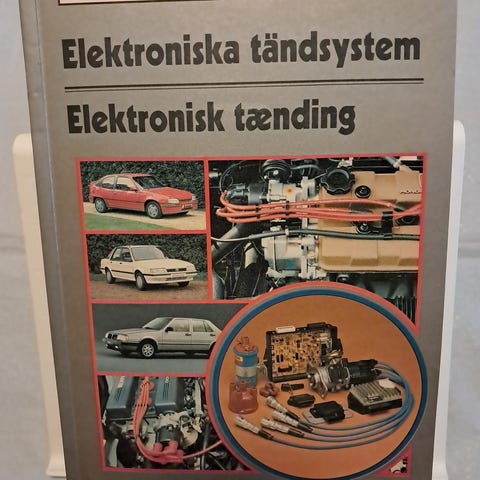 Elektroniska tändsystem
Elektronisk tænding